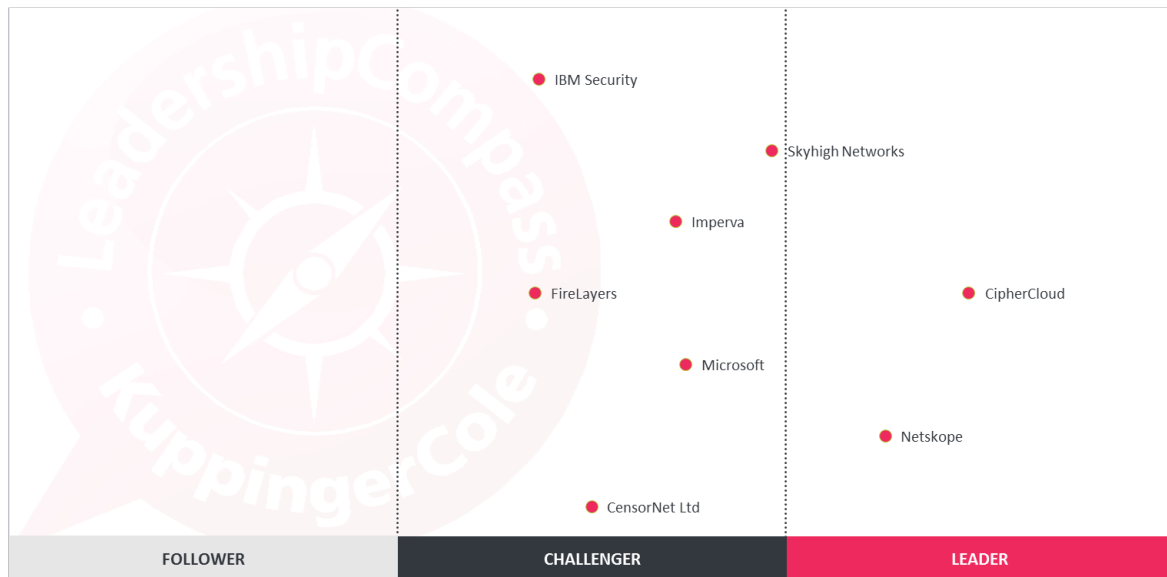 LeadershipCompass
KuppingerCole
IBM Security
Skyhigh Networks
Imperva
FireLayers
CipherCloud
Microsoft
Netskope
CensorNet Ltd
FOLLOWER
CHALLENGER
LEADER